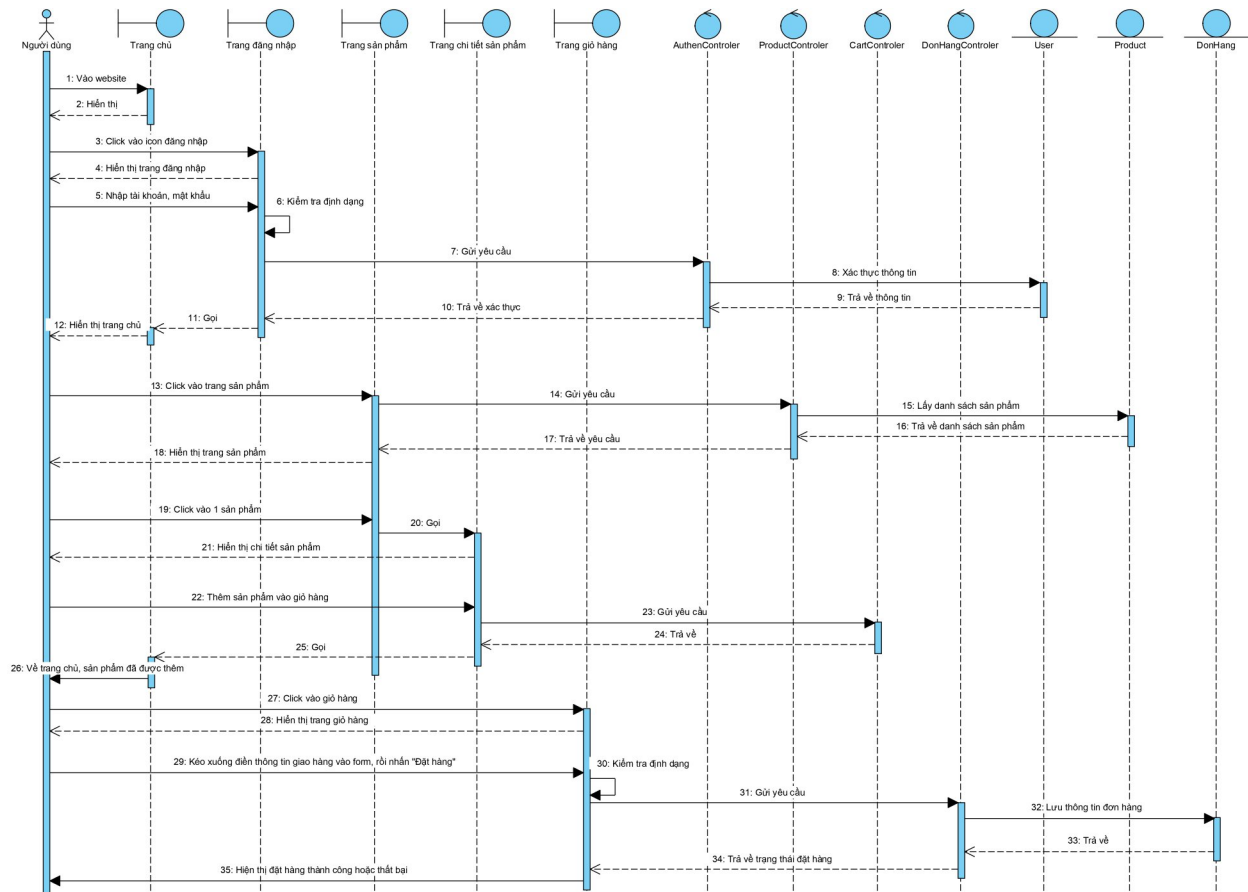 Người dùng
Trang chủ
Trang đăng nhập
Trang sản phẩm
Trang chi tiết sản phẩm
Trang giỏ hàng
AuthenControler
ProductControler
CartControler
DonHangControler
User
Product
DonHang
1: Vào website
2: Hiển thị
3: Click vào icon đăng nhập
4: Hiển thị trang đăng nhập
5: Nhập tài khoản, mật khẩu
6: Kiểm tra định dạng
7: Gửi yêu cầu
8: Xác thực thông tin
9: Trả về thông tin
10: Trả về xác thực
11: Gọi
12: Hiển thị trang chủ
13: Click vào trang sản phẩm
14: Gửi yêu cầu
15: Lấy danh sách sản phẩm
16: Trả về danh sách sản phẩm
17: Trả về yêu cầu
18: Hiển thị trang sản phẩm
19: Click vào 1 sản phẩm
20: Gọi
21: Hiển thị chi tiết sản phẩm
22: Thêm sản phẩm vào giỏ hàng
23: Gửi yêu cầu
24: Trả về
25: Gọi
26: Về trang chủ, sản phẩm đã được thêm
27: Click vào giỏ hàng
28: Hiển thị trang giỏ hàng
29: Kéo xuống điền thông tin giao hàng vào form, rồi nhấn "Đặt hàng"
30: Kiểm tra định dạng
31: Gửi yêu cầu
32: Lưu thông tin đơn hàng
33: Trả về
34: Trả về trạng thái đặt hàng
35: Hiện thị đặt hàng thành công hoặc thất bại